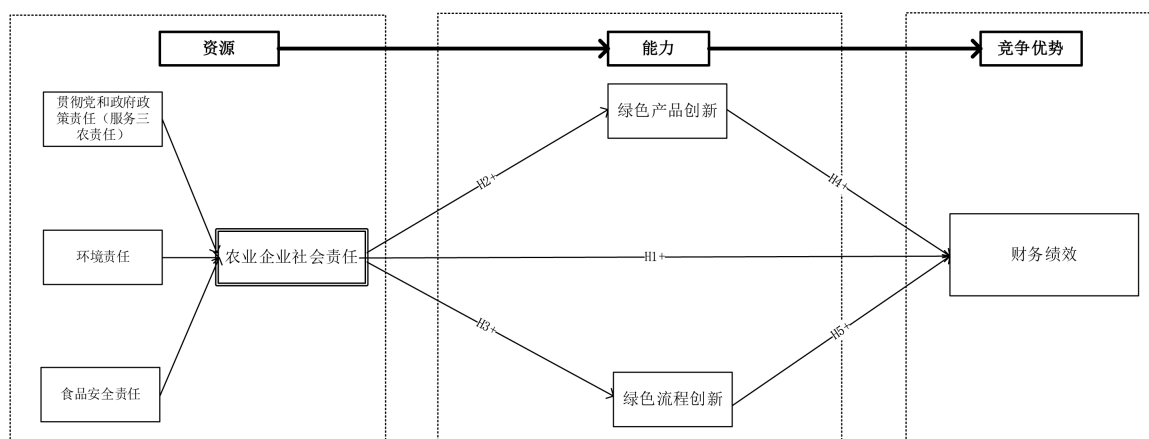 资源
能力
竞争优势
贯彻党和政府政
策责任（服务三
农责任）
环境责任
食品安全责任
农业企业社会责任
绿色产品创新
绿色流程创新
财务绩效
H2+
H4+
H1+
H3+
H5+